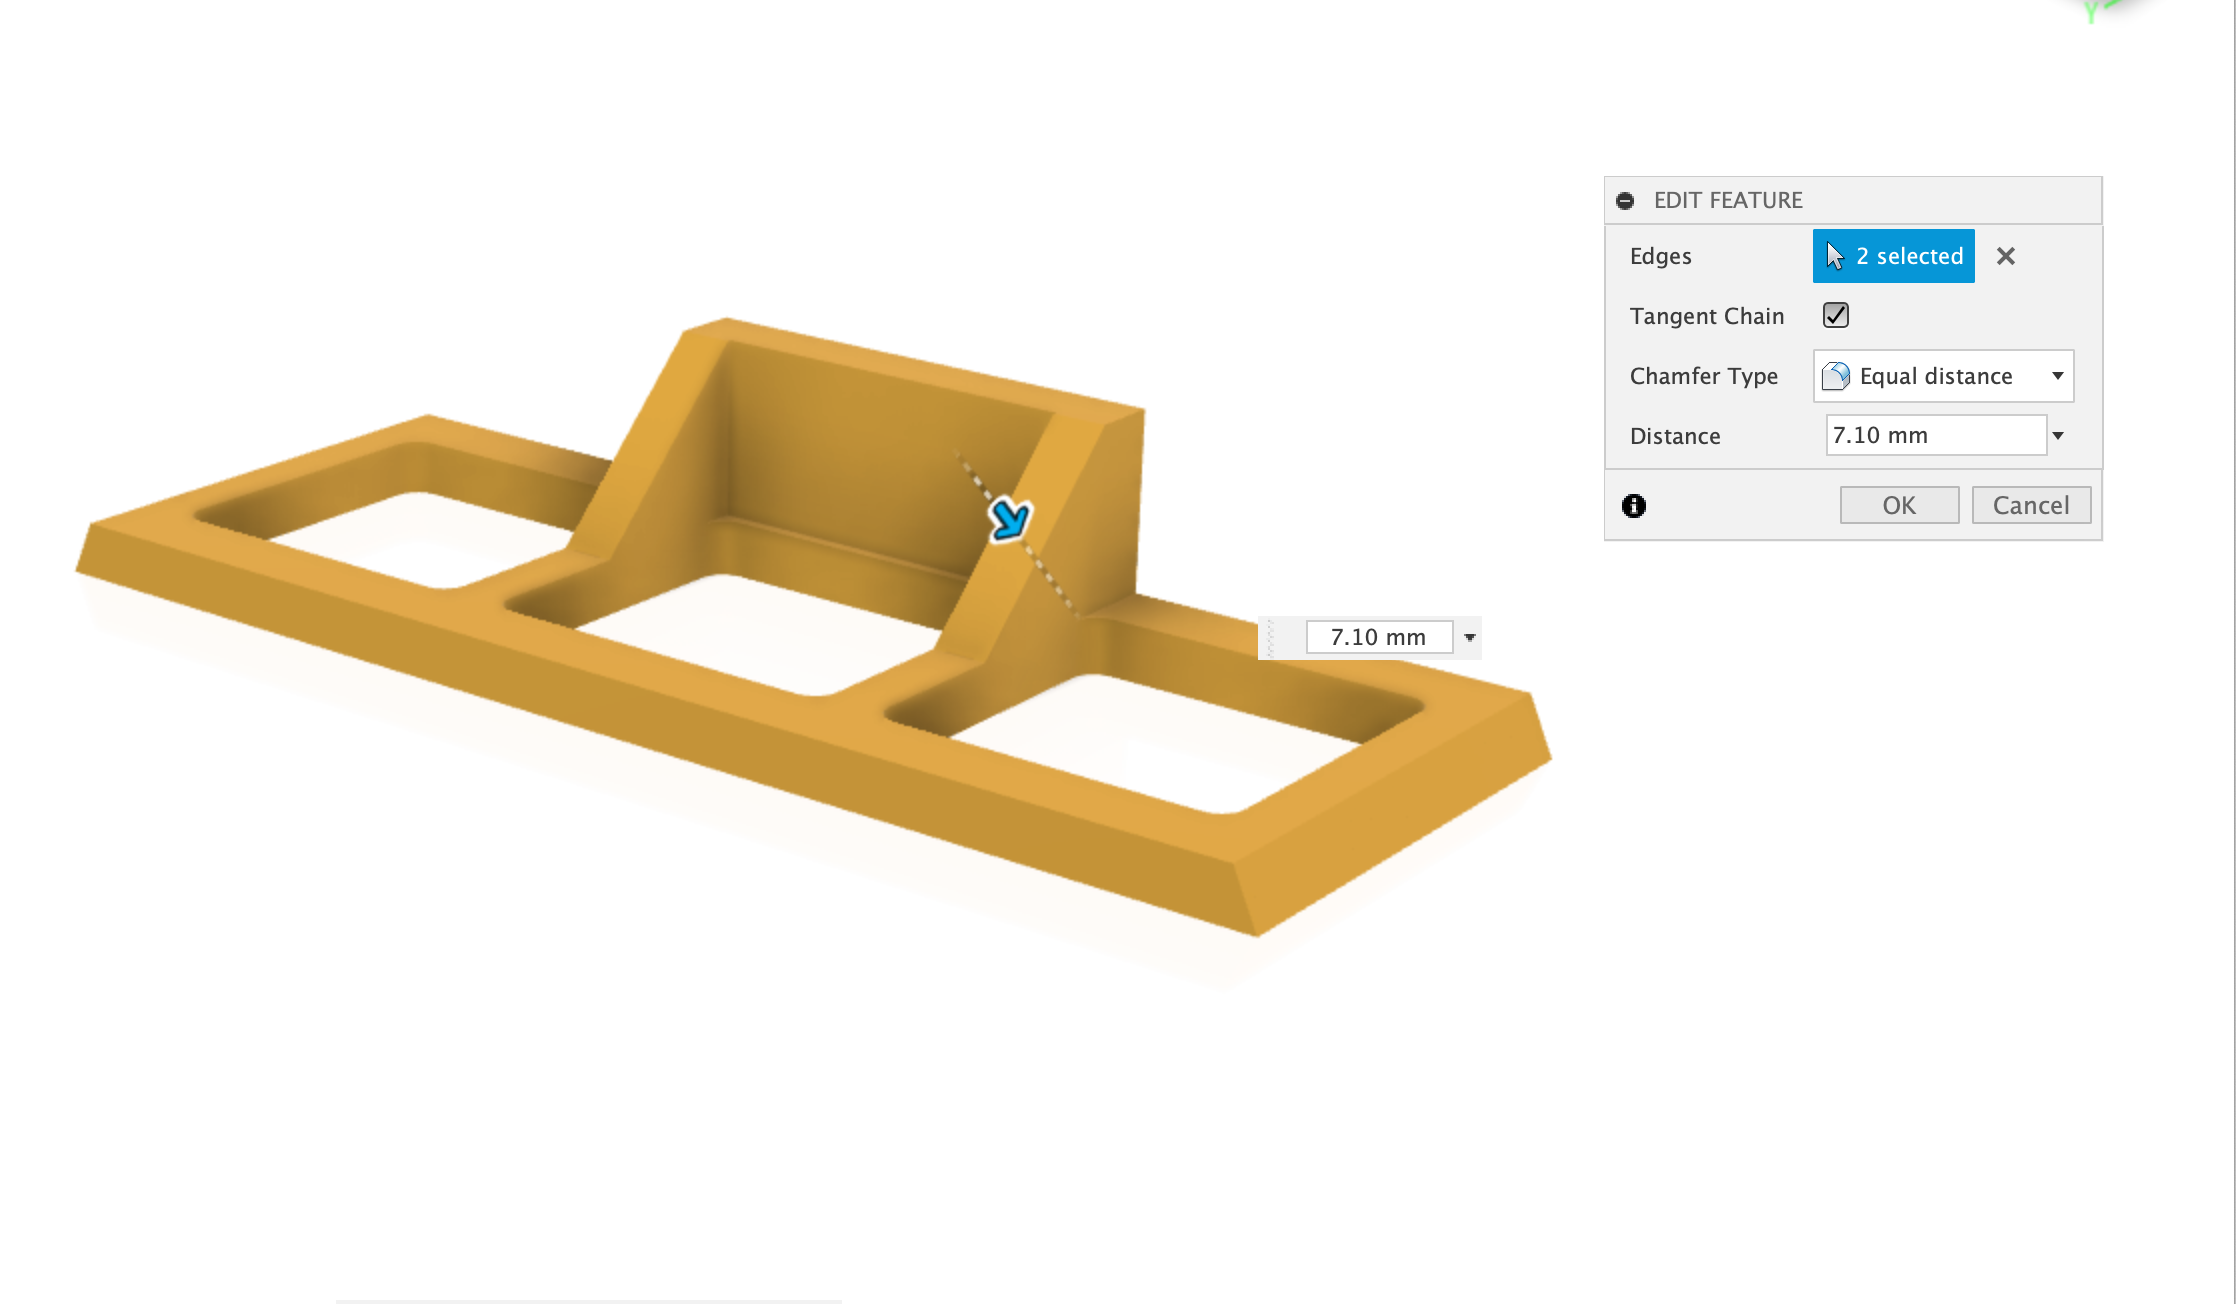 Y
EDIT FEATURE
Edges 2 selected
Tangent Chain
Chamfer Type Equal distance
Distance 7.10 mm
OK Cancel
7.10 mm